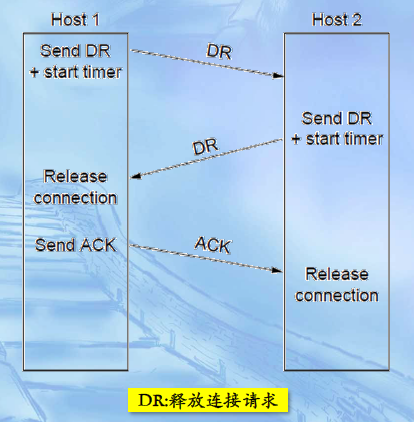 Host 1
Host 2
Send DR
+ start timer
DR
Send DR
+ start timer
DR
Release
connection
Send ACK
ACK
Release
connection
DR:释放连接请求